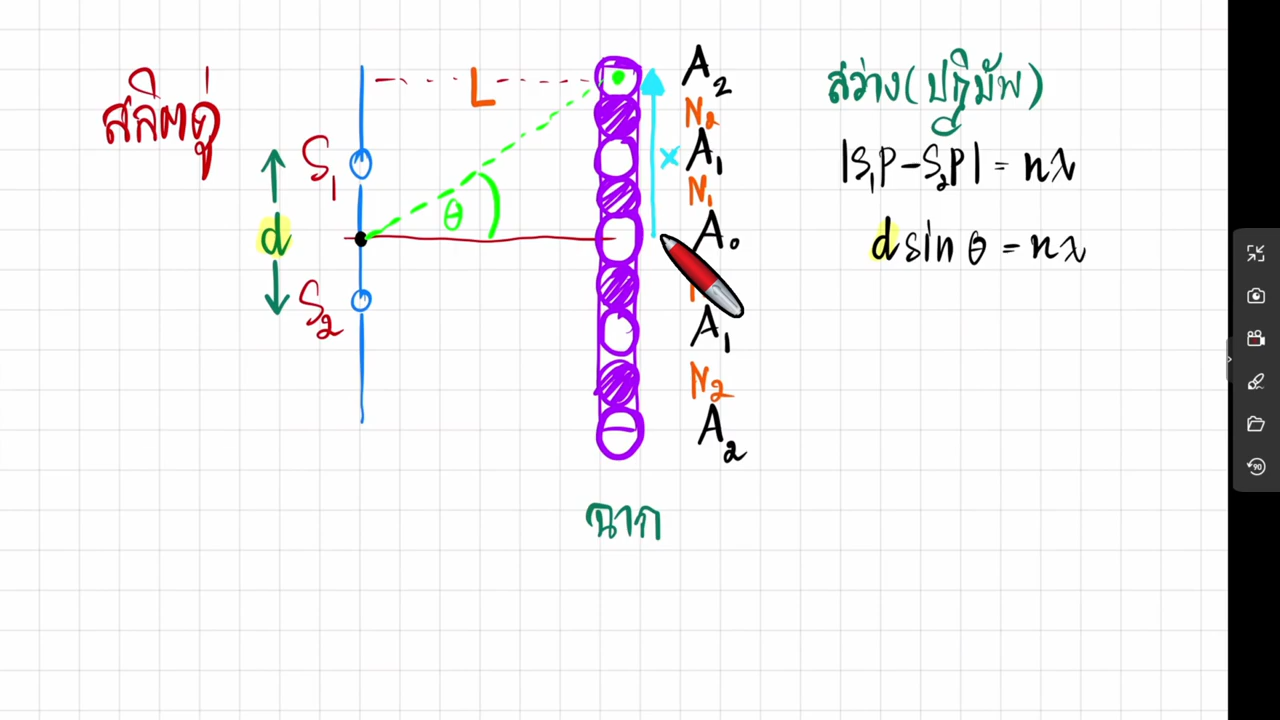 สลิตคู่
d
S₁
S₂
L
θ
x
A₂
N₂
A₁
N₁
A₀
A₁
N₂
A₂
ฉาก
สว่าง(ปฏิบัพ)
|S₁P-S₂P| = nλ
d sin θ = nλ
90